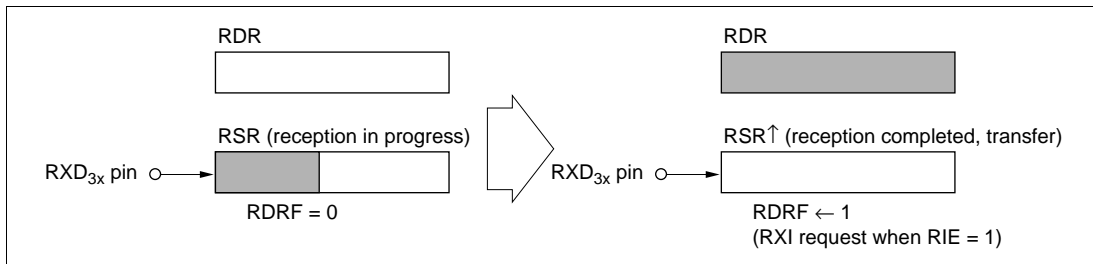 RDR
RSR (reception in progress)
RXD3x pin
RDRF = 0
RDR
RSR↑ (reception completed, transfer)
RXD3x pin
RDRF ← 1
(RXI request when RIE = 1)